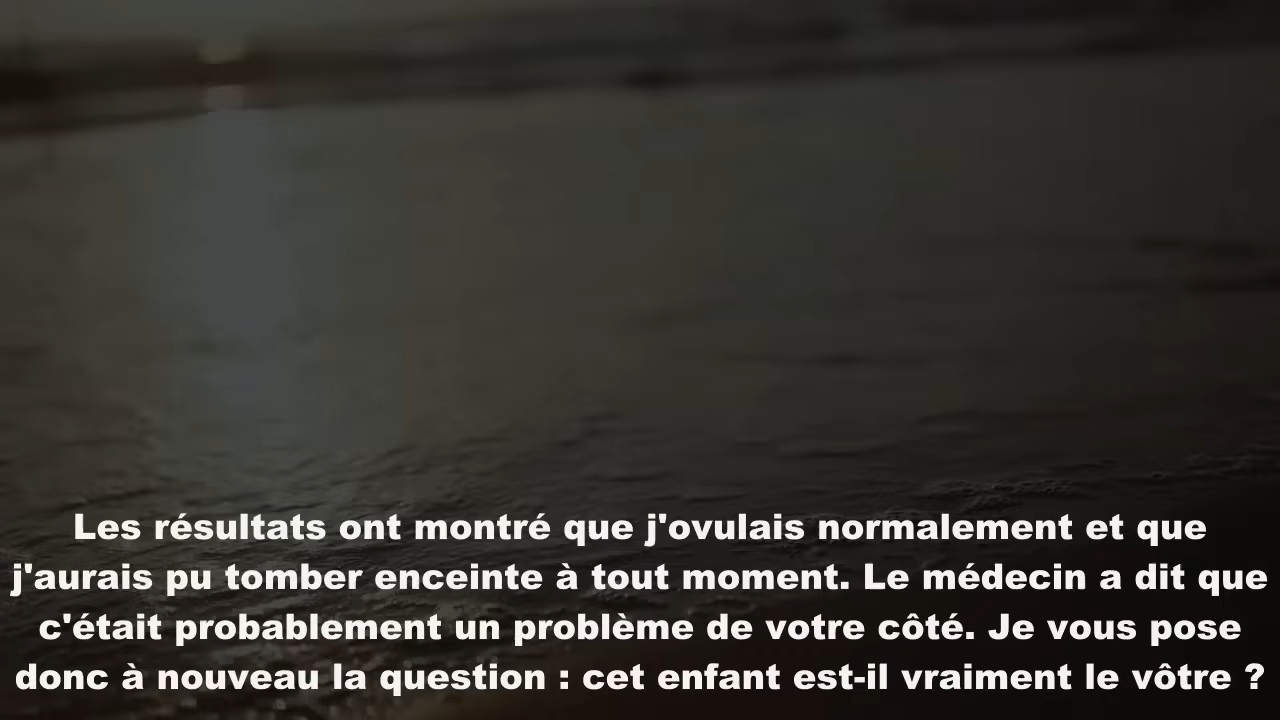 Les résultats ont montré que j'ovulais normalement et que
j'aurais pu tomber enceinte à tout moment. Le médecin a dit que
c'était probablement un problème de votre côté. Je vous pose
donc à nouveau la question : cet enfant est-il vraiment le vôtre ?